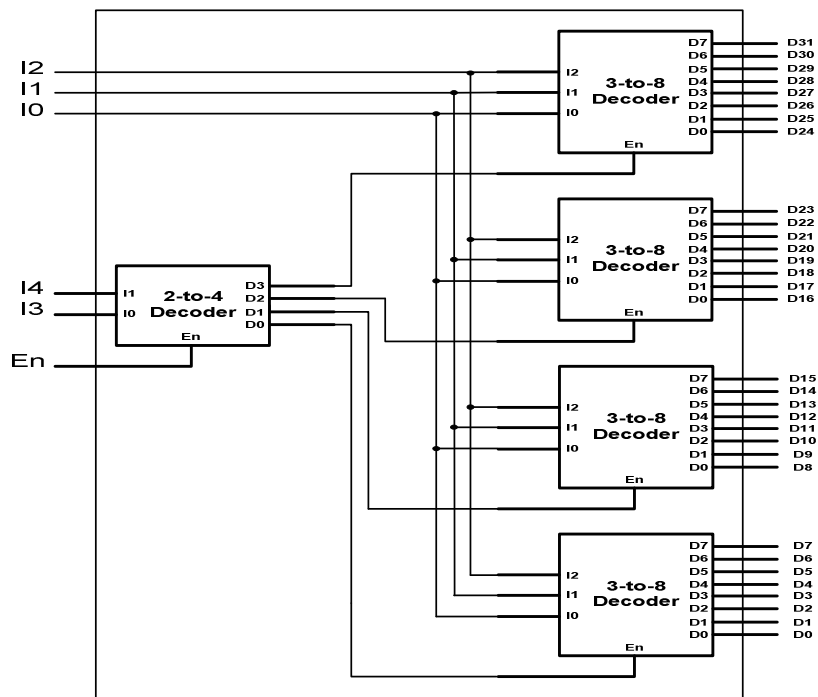 I2
I1
I0
I4
I3
En
I1
I0
2-to-4
Decoder
En
D3
D2
D1
D0
I2
I1
I0
3-to-8
Decoder
En
D7 D31
D6 D30
D5 D29
D4 D28
D3 D27
D2 D26
D1 D25
D0 D24
I2
I1
I0
3-to-8
Decoder
En
D7 D23
D6 D22
D5 D21
D4 D20
D3 D19
D2 D18
D1 D17
D0 D16
I2
I1
I0
3-to-8
Decoder
En
D7 D15
D6 D14
D5 D13
D4 D12
D3 D11
D2 D10
D1 D9
D0 D8
I2
I1
I0
3-to-8
Decoder
En
D7 D7
D6 D6
D5 D5
D4 D4
D3 D3
D2 D2
D1 D1
D0 D0